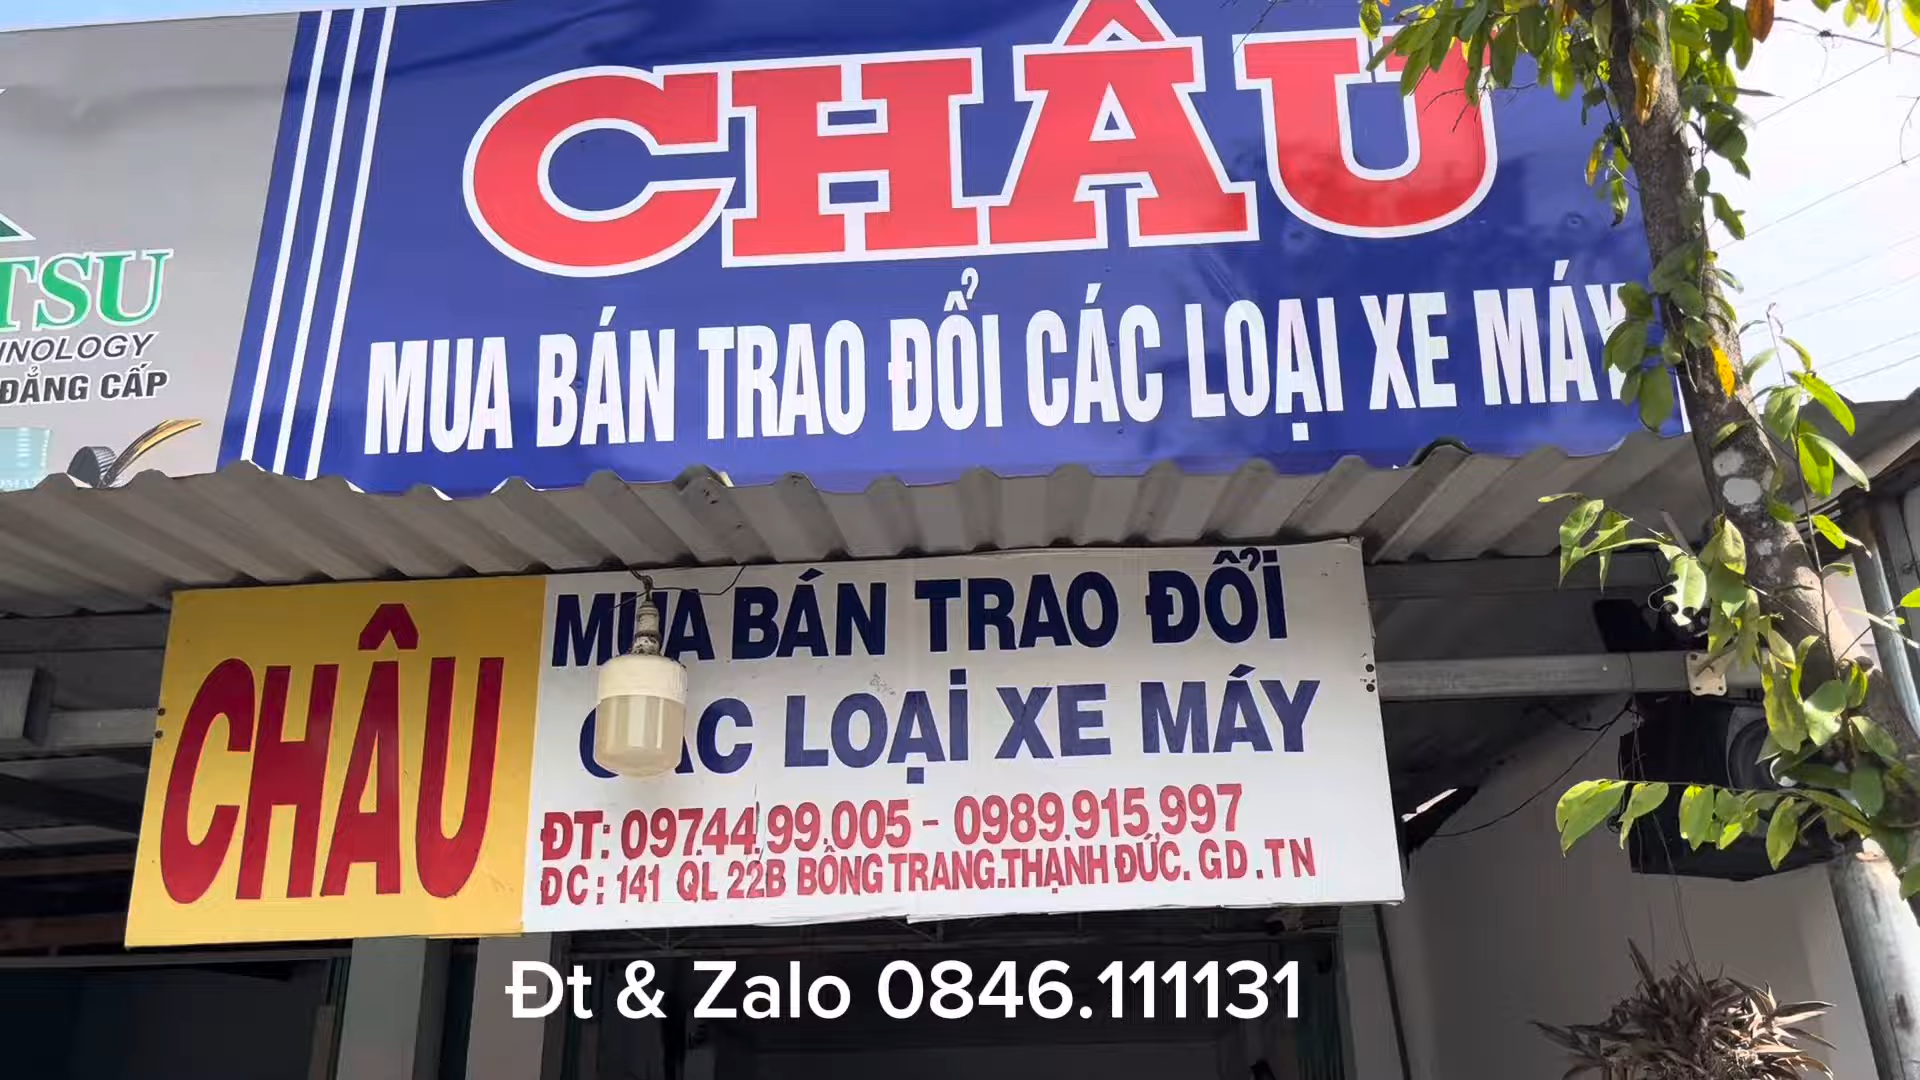 CHÂU
MUA BÁN TRAO ĐỔI CÁC LOẠI XE MÁY
TSU
NOLOGY
ĐẲNG CẤP
CHÂU
MUA BÁN TRAO ĐỔI
CÁC LOẠI XE MÁY
ĐT: 09744.99.005 - 0989.915.997
ĐC: 141 QL 22B BÔNG TRANG.THẠNH ĐỨC. GD.TN
Đt & Zalo 0846.111131